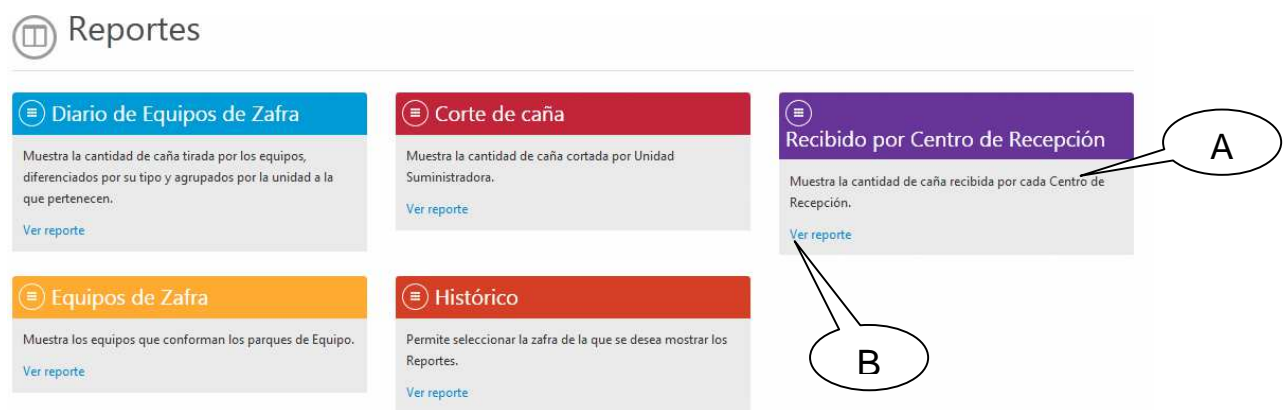 Reportes
Diario de Equipos de Zafra
Muestra la cantidad de caña tirada por los equipos,
diferenciados por su tipo y agrupados por la unidad a la
que pertenecen.
Ver reporte
Corte de caña
Muestra la cantidad de caña cortada por Unidad
Suministradora.
Ver reporte
Recibido por Centro de Recepción
Muestra la cantidad de caña recibida por cada Centro de
Recepción.
Ver reporte
A
Equipos de Zafra
Muestra los equipos que conforman los parques de Equipo.
Ver reporte
Histórico
Permite seleccionar la zafra de la que se desea mostrar los
Reportes.
Ver reporte
B